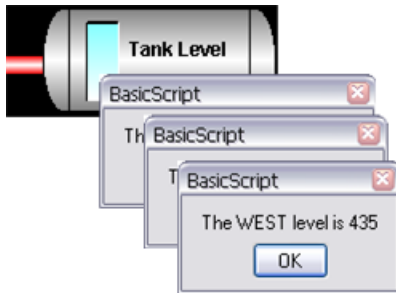 Tank Level
BasicScript
Th
BasicScript
T
BasicScript
The WEST level is 435
OK